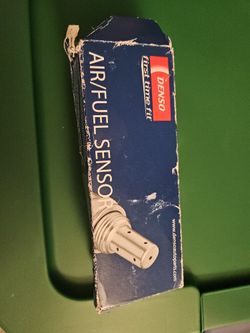 DENSO
first time fit
AIR/FUEL SENSOR
www.densoautoparts.com